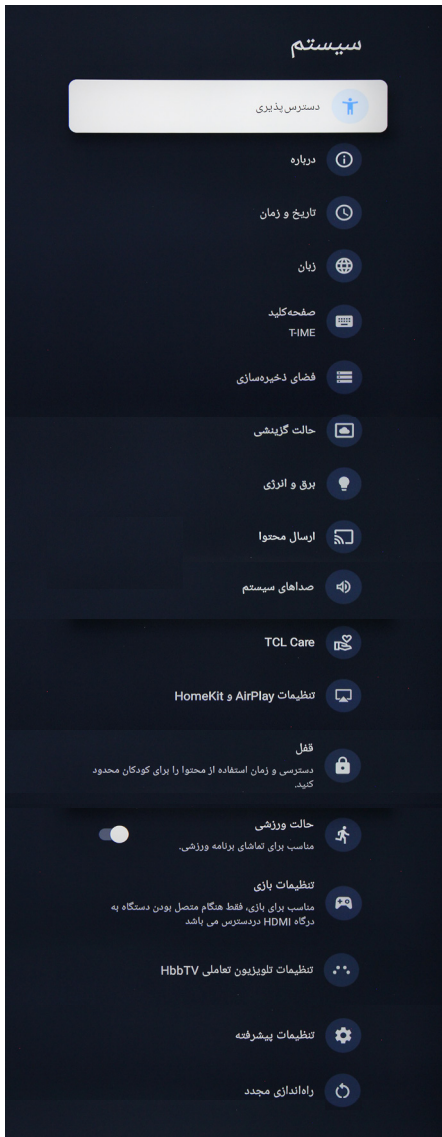 سیستم
دسترس‌پذیری
درباره
تاریخ و زمان
زبان
صفحه‌کلید
T-IME
فضای ذخیره‌سازی
حالت گزینشی
برق و انرژی
ارسال محتوا
صداهای سیستم
TCL Care
تنظیمات AirPlay و HomeKit
قفل
دسترسی و زمان استفاده از محتوا را برای کودکان محدود
کنید.
حالت ورزشی
مناسب برای تماشای برنامه ورزشی.
تنظیمات بازی
مناسب برای بازی، فقط هنگام متصل بودن دستگاه به
درگاه HDMI دردسترس می باشد
تنظیمات تلویزیون تعاملی HbbTV
تنظیمات پیشرفته
راه‌اندازی مجدد